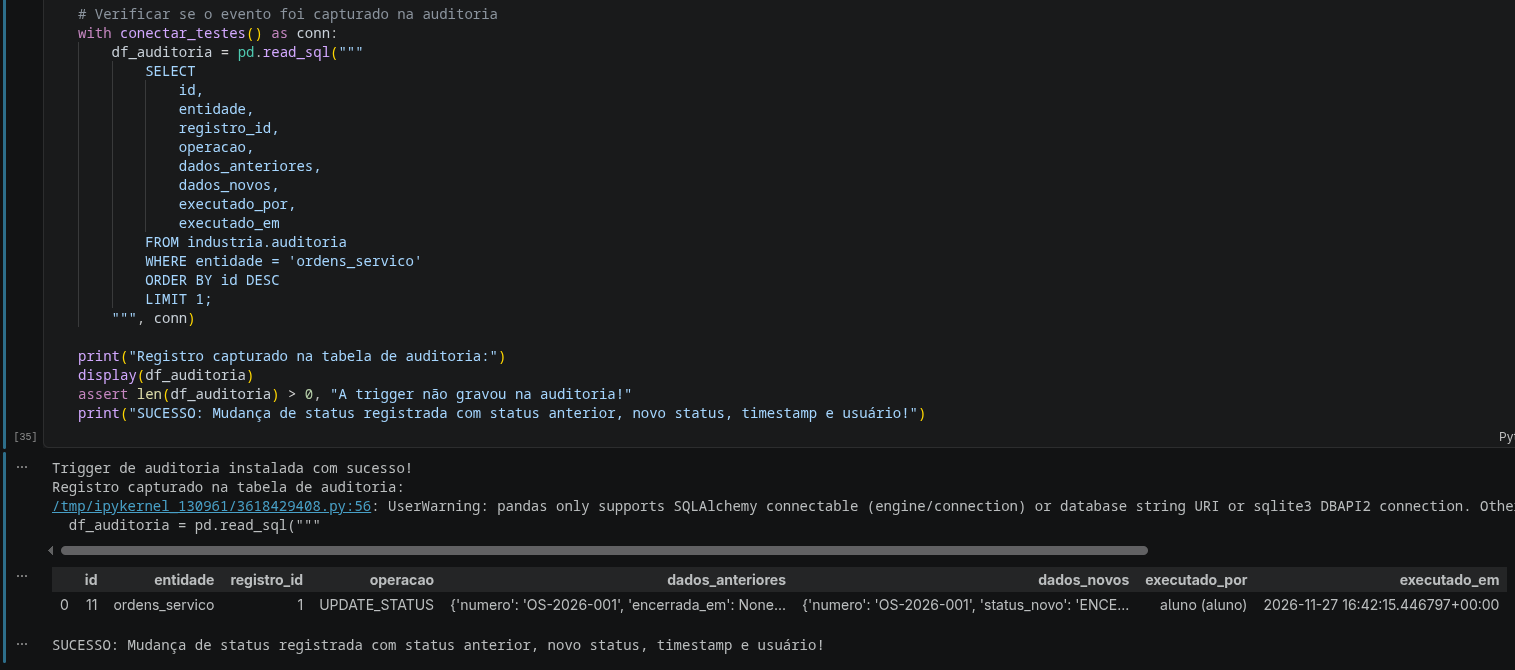 # Verificar se o evento foi capturado na auditoria
with conectar_testes() as conn:
df_auditoria = pd.read_sql("""
SELECT
id,
entidade,
registro_id,
operacao,
dados_anteriores,
dados_novos,
executado_por,
executado_em
FROM industria.auditoria
WHERE entidade = 'ordens_servico'
ORDER BY id DESC
LIMIT 1;
""", conn)
print("Registro capturado na tabela de auditoria:")
display(df_auditoria)
assert len(df_auditoria) > 0, "A trigger não gravou na auditoria!"
print("SUCESSO: Mudança de status registrada com status anterior, novo status, timestamp e usuário!")
[35]
Py
... Trigger de auditoria instalada com sucesso!
Registro capturado na tabela de auditoria:
/tmp/ipykernel_130961/3618429408.py:56: UserWarning: pandas only supports SQLAlchemy connectable (engine/connection) or database string URI or sqlite3 DBAPI2 connection. Othe
df_auditoria = pd.read_sql("""
...
id entidade registro_id operacao dados_anteriores dados_novos executado_por executado_em
0 11 ordens_servico 1 UPDATE_STATUS {'numero': 'OS-2026-001', 'encerrada_em': None... {'numero': 'OS-2026-001', 'status_novo': 'ENCE... aluno (aluno) 2026-11-27 16:42:15.446797+00:00
... SUCESSO: Mudança de status registrada com status anterior, novo status, timestamp e usuário!